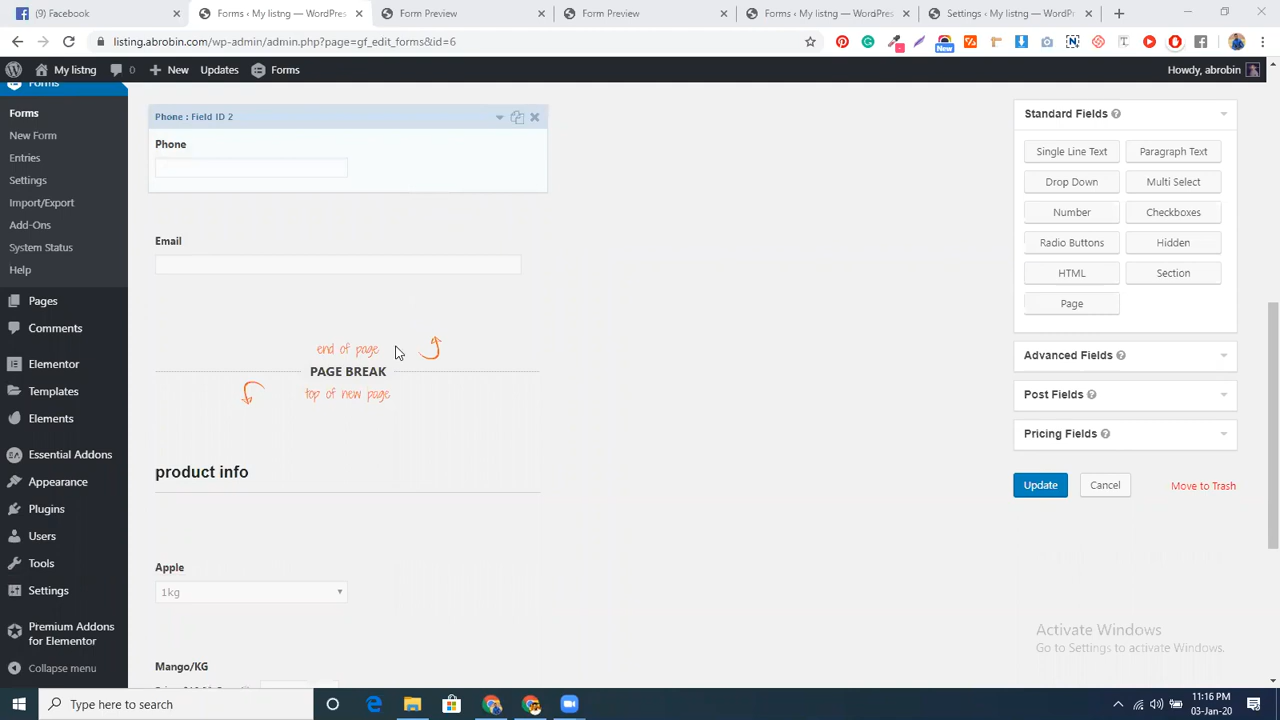 (9) Facebook
Forms ‹ My listng — WordPres
Form Preview
Form Preview
Forms ‹ My listng — WordPres
Settings ‹ My listng — WordPres
listing.abrobin.com/wp-admin/admin.php?page=gf_edit_forms&id=6
New
My listng
0
New
Updates
Forms
Howdy, abrobin
Forms
Forms
New Form
Entries
Settings
Import/Export
Add-Ons
System Status
Help
Pages
Comments
Elementor
Templates
Elements
Essential Addons
Appearance
Plugins
Users
Tools
Settings
Premium Addons
for Elementor
Collapse menu
Phone : Field ID 2
Phone
Email
end of page
PAGE BREAK
top of new page
product info
Apple
1kg
Mango/KG
Standard Fields
Single Line Text
Paragraph Text
Drop Down
Multi Select
Number
Checkboxes
Radio Buttons
Hidden
HTML
Section
Page
Advanced Fields
Post Fields
Pricing Fields
Update
Cancel
Move to Trash
Activate Windows
Go to Settings to activate Windows.
Type here to search
11:16 PM
03-Jan-20